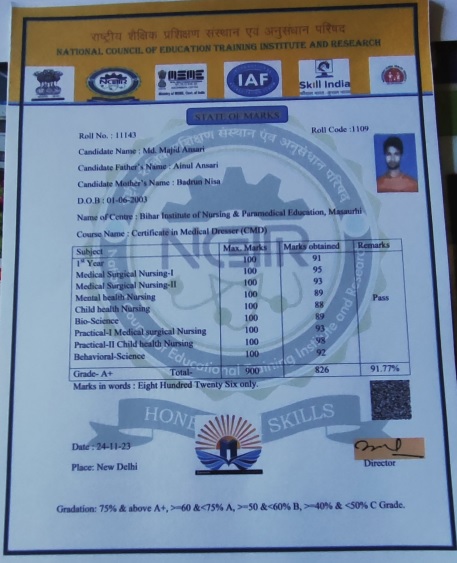 राष्ट्रीय शैक्षिक प्रशिक्षण संस्थान एवं अनुसंधान परिषद
NATIONAL COUNCIL OF EDUCATION TRAINING INSTITUTE AND RESEARCH
MSME IAF Skill India
STATE OF MARKS
Roll No. : 11143 Roll Code :1109
Candidate Name : Md. Majid Ansari
Candidate Father's Name : Ainul Ansari
Candidate Mother's Name : Badrun Nisa
D.O.B : 01-06-2003
Name of Centre : Bihar Institute of Nursing & Paramedical Education, Masaurhi
Course Name : Certificate in Medical Dresser (CMD)
Subject Max. Marks Marks obtained Remarks
1st Year 100 91
Medical Surgical Nursing-I 100 95
Medical Surgical Nursing-II 100 93
Mental health Nursing 100 89
Child health Nursing 100 88 Pass
Bio-Science 100 89
Practical-I Medical surgical Nursing 100 93
Practical-II Child health Nursing 100 98
Behavioral-Science 100 92
Grade- A+ Total- 900 826 91.77%
Marks in words : Eight Hundred Twenty Six only.
SKILLS
Date : 24-11-23
Place: New Delhi Director
Gradation: 75% & above A+, >=60 &<75% A, >=50 &<60% B, >=40% & <50% C Grade.